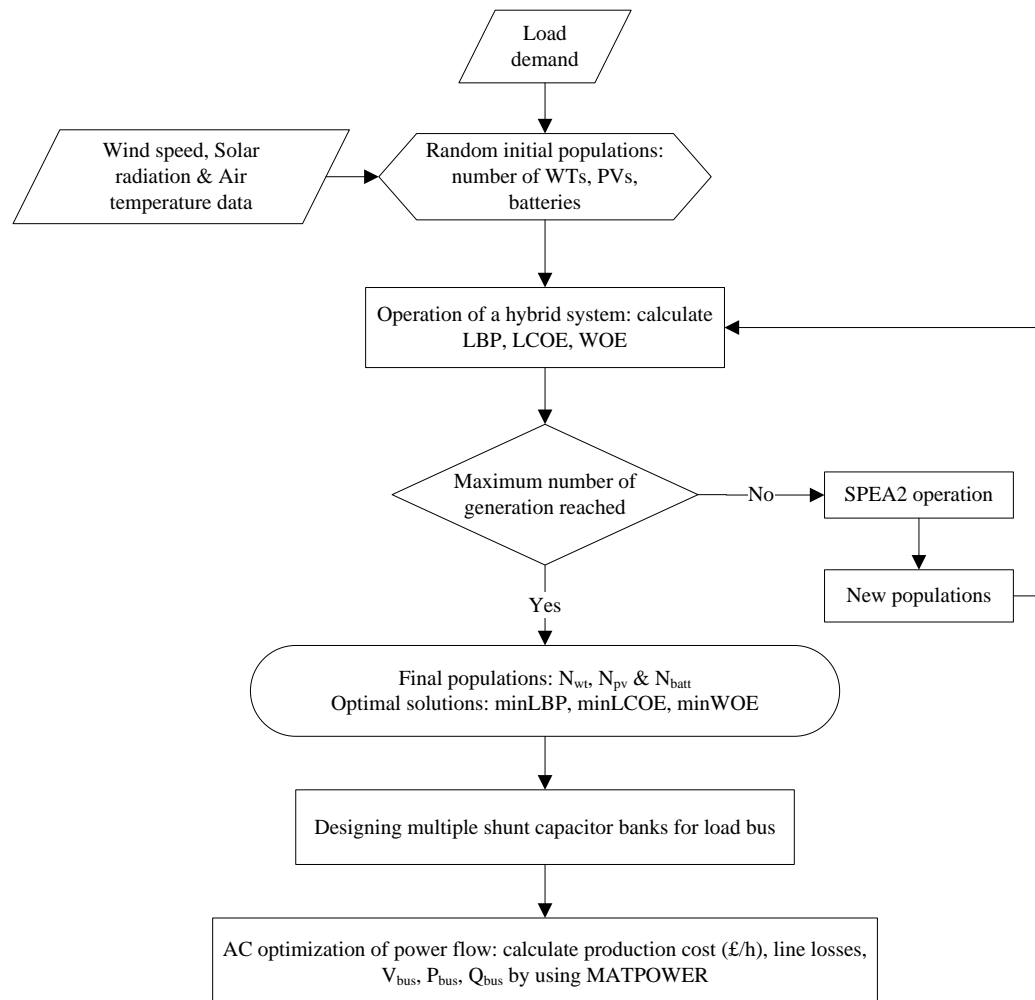 Load
demand
Wind speed, Solar
radiation & Air
temperature data
Random initial populations:
number of WTs, PVs,
batteries
Operation of a hybrid system: calculate
LBP, LCOE, WOE
Maximum number of
generation reached
No
SPEA2 operation
New populations
Yes
Final populations: Nwt, Npv & Nbatt
Optimal solutions: minLBP, minLCOE, minWOE
Designing multiple shunt capacitor banks for load bus
AC optimization of power flow: calculate production cost (£/h), line losses,
Vbus, Pbus, Qbus by using MATPOWER